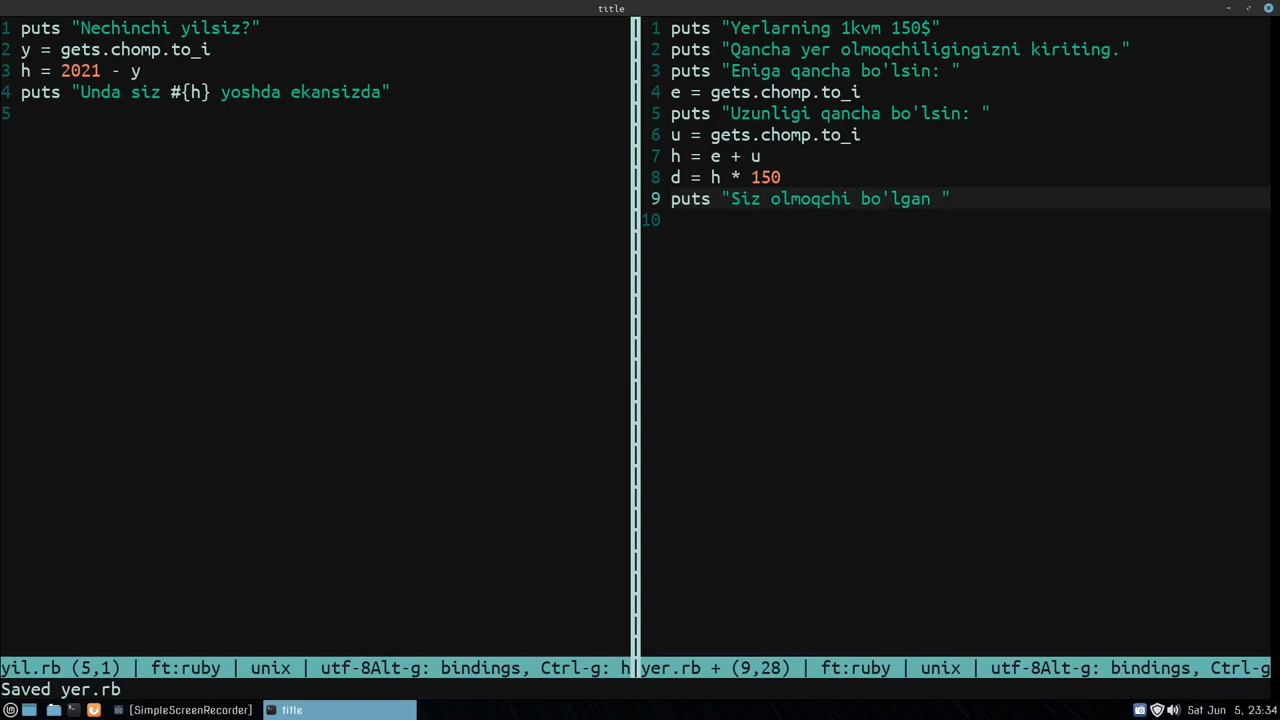 title
1 puts "Nechinchi yilsiz?"
2 y = gets.chomp.to_i
3 h = 2021 - y
4 puts "Unda siz #{h} yoshda ekansizda"
5
1 puts "Yerlarning 1kvm 150$"
2 puts "Qancha yer olmoqchiligingizni kiriting."
3 puts "Eniga qancha bo'lsin: "
4 e = gets.chomp.to_i
5 puts "Uzunligi qancha bo'lsin: "
6 u = gets.chomp.to_i
7 h = e + u
8 d = h * 150
9 puts "Siz olmoqchi bo'lgan "
10
yil.rb (5,1) | ft:ruby | unix | utf-8Alt-g: bindings, Ctrl-g: h
yer.rb + (9,28) | ft:ruby | unix | utf-8Alt-g: bindings, Ctrl-g
Saved yer.rb
[SimpleScreenRecorder] title Sat Jun 5, 23:34